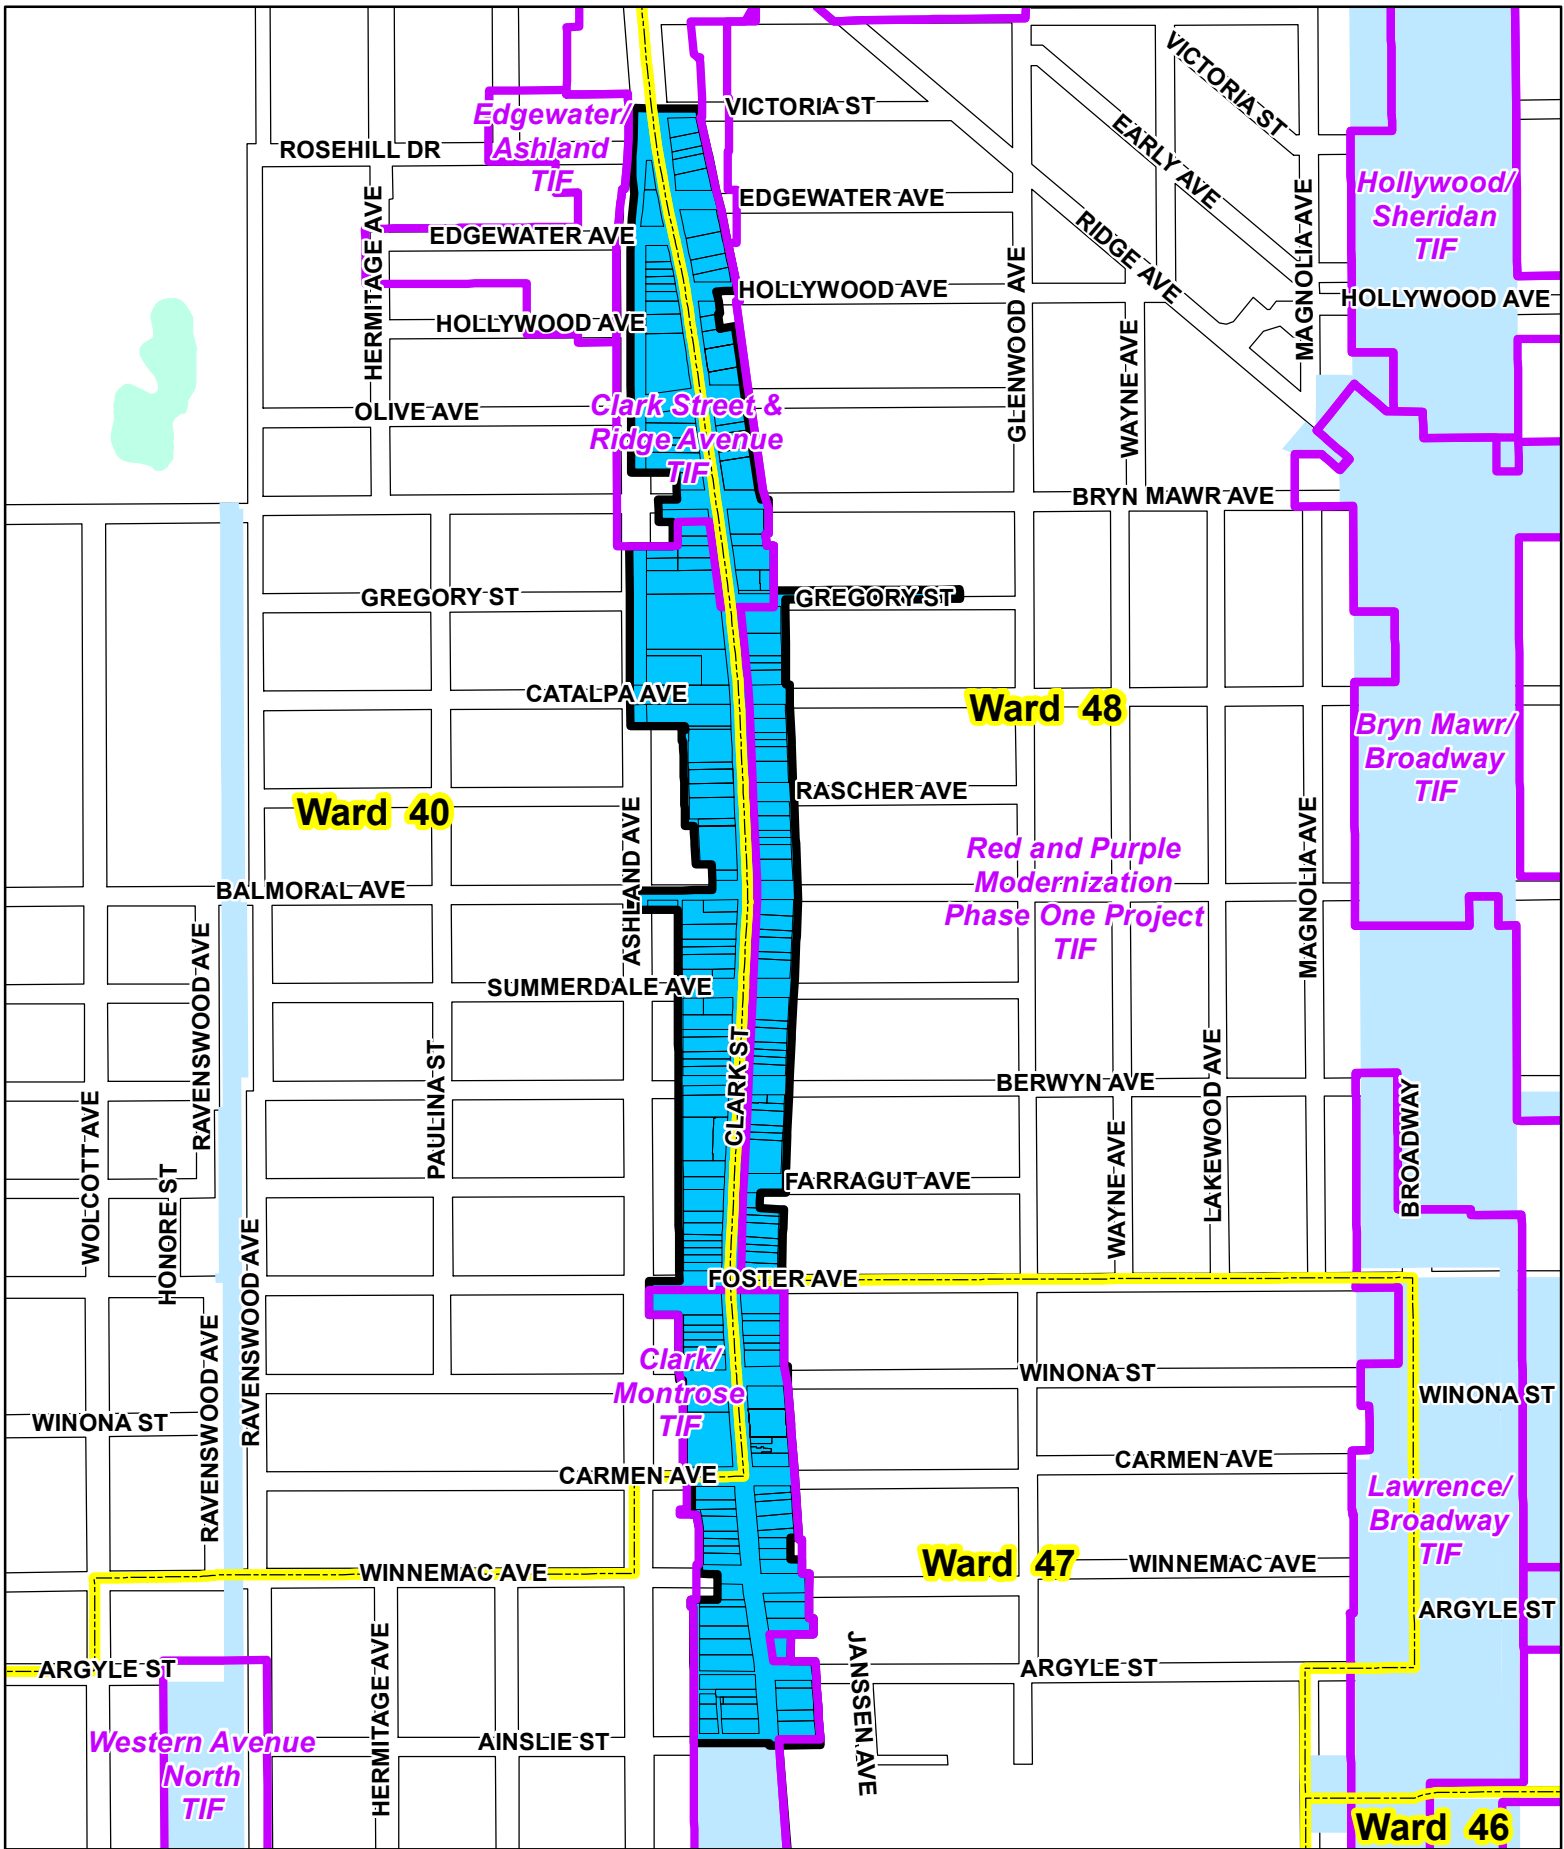 VICTORIA ST
VICTORIA ST
Edgewater/
Ashland
TIF
ROSEHILL DR
EARLY AVE
EDGEWATER AVE
Hollywood/
Sheridan
TIF
HERMITAGE AVE
EDGEWATER AVE
RIDGE AVE
MAGNOLIA AVE
HOLLYWOOD AVE
HOLLYWOOD AVE
HOLLYWOOD AVE
GLENWOOD AVE
WAYNE AVE
OLIVE AVE
Clark Street &
Ridge Avenue
TIF
BRYN MAWR AVE
GREGORY ST
GREGORY ST
CATALPA AVE
Ward 48
Bryn Mawr/
Broadway
TIF
RASCHER AVE
Ward 40
ASHLAND AVE
MAGNOLIA AVE
Red and Purple
Modernization
Phase One Project
TIF
BALMORAL AVE
RAVENSWOOD AVE
SUMMERDALE AVE
CLARK ST
PAULINA ST
BERWYN AVE
LAKEWOOD AVE
BROADWAY
WOLCOTT AVE
WAYNE AVE
FARRAGUT AVE
HONORE ST
RAVENSWOOD AVE
FOSTER AVE
RAVENSWOOD AVE
Clark/
Montrose
TIF
WINONA ST
WINONA ST
WINONA ST
CARMEN AVE
CARMEN AVE
Lawrence/
Broadway
TIF
WINNEMAC AVE
Ward 47
WINNEMAC AVE
ARGYLE ST
ARGYLE ST
ARGYLE ST
HERMITAGE AVE
JANSSEN AVE
Western Avenue
North
TIF
AINSLIE ST
Ward 46